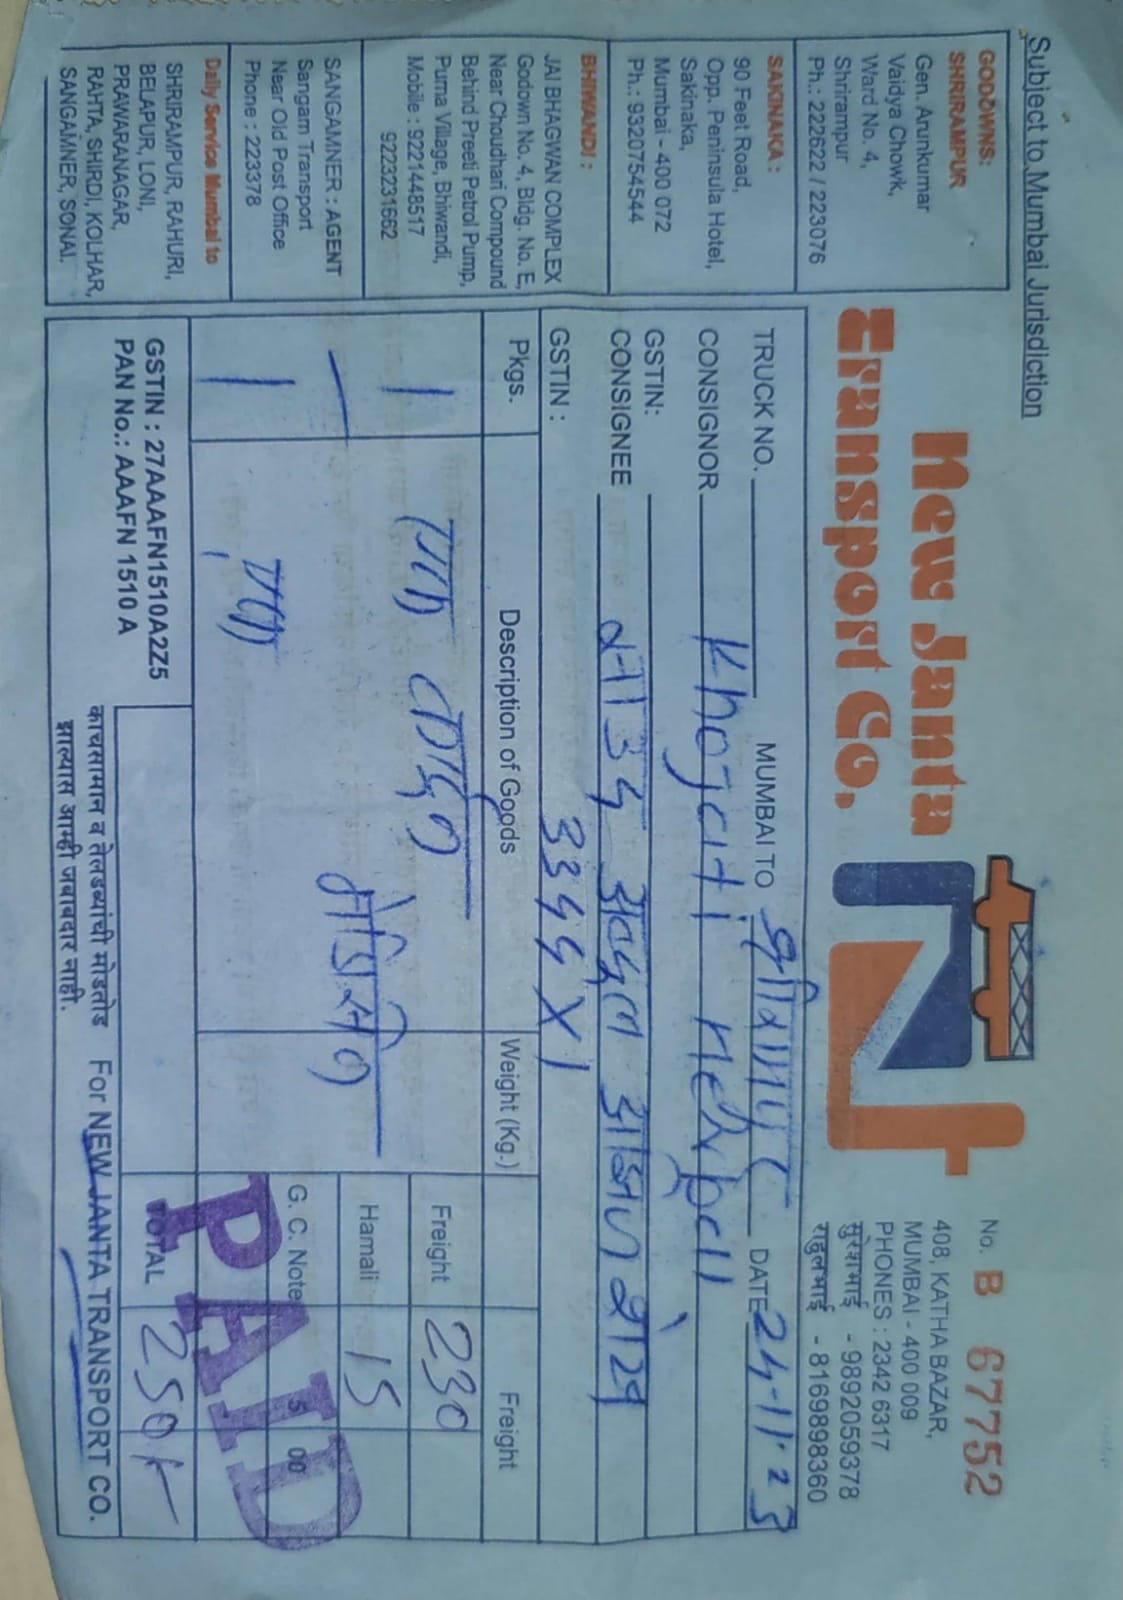 Subject to Mumbai Jurisdiction
GODOWNS:
SHRIRAMPUR
Gen. Arunkumar
Vaidya Chowk,
Ward No. 4,
Shrirampur
Ph.: 222622 / 223076
SAKINAKA :
90 Feet Road,
Opp. Peninsula Hotel,
Sakinaka,
Mumbai - 400 072
Ph.: 9320754544
BHIWANDI :
JAI BHAGWAN COMPLEX
Godown No. 4, Bldg. No. E,
Near Choudhari Compound
Behind Preeti Petrol Pump,
Purna Village, Bhiwandi,
Mobile : 9221448517
9223231662
SANGAMNER : AGENT
Sangam Transport
Near Old Post Office
Phone : 223378
Daily Service Mumbai to
SHRIRAMPUR, RAHURI,
BELAPUR, LONI,
PRAWARANAGAR,
RAHTA, SHIRDI, KOLHAR,
SANGAMNER, SONAI.
New Janta
Transport Co.
No. B 67752
408, KATHA BAZAR,
MUMBAI - 400 009
PHONES : 2342 6317
सुरेशभाई - 9892059378
राहुलभाई - 8169898360
TRUCK NO. MUMBAI TO DATE 24-11-23
CONSIGNOR
GSTIN:
CONSIGNEE
GSTIN :
Pkgs. Description of Goods Weight (Kg.) Freight
1 Freight 230
Hamali 15
G. C. Note 5 00
1
PAID
TOTAL 250/-
GSTIN : 27AAAFN1510A2Z5
PAN No.: AAAFN 1510 A
काचसामान व तेलडब्यांची मोडतोड
झाल्यास आम्ही जबाबदार नाही.
For NEW JANTA TRANSPORT CO.